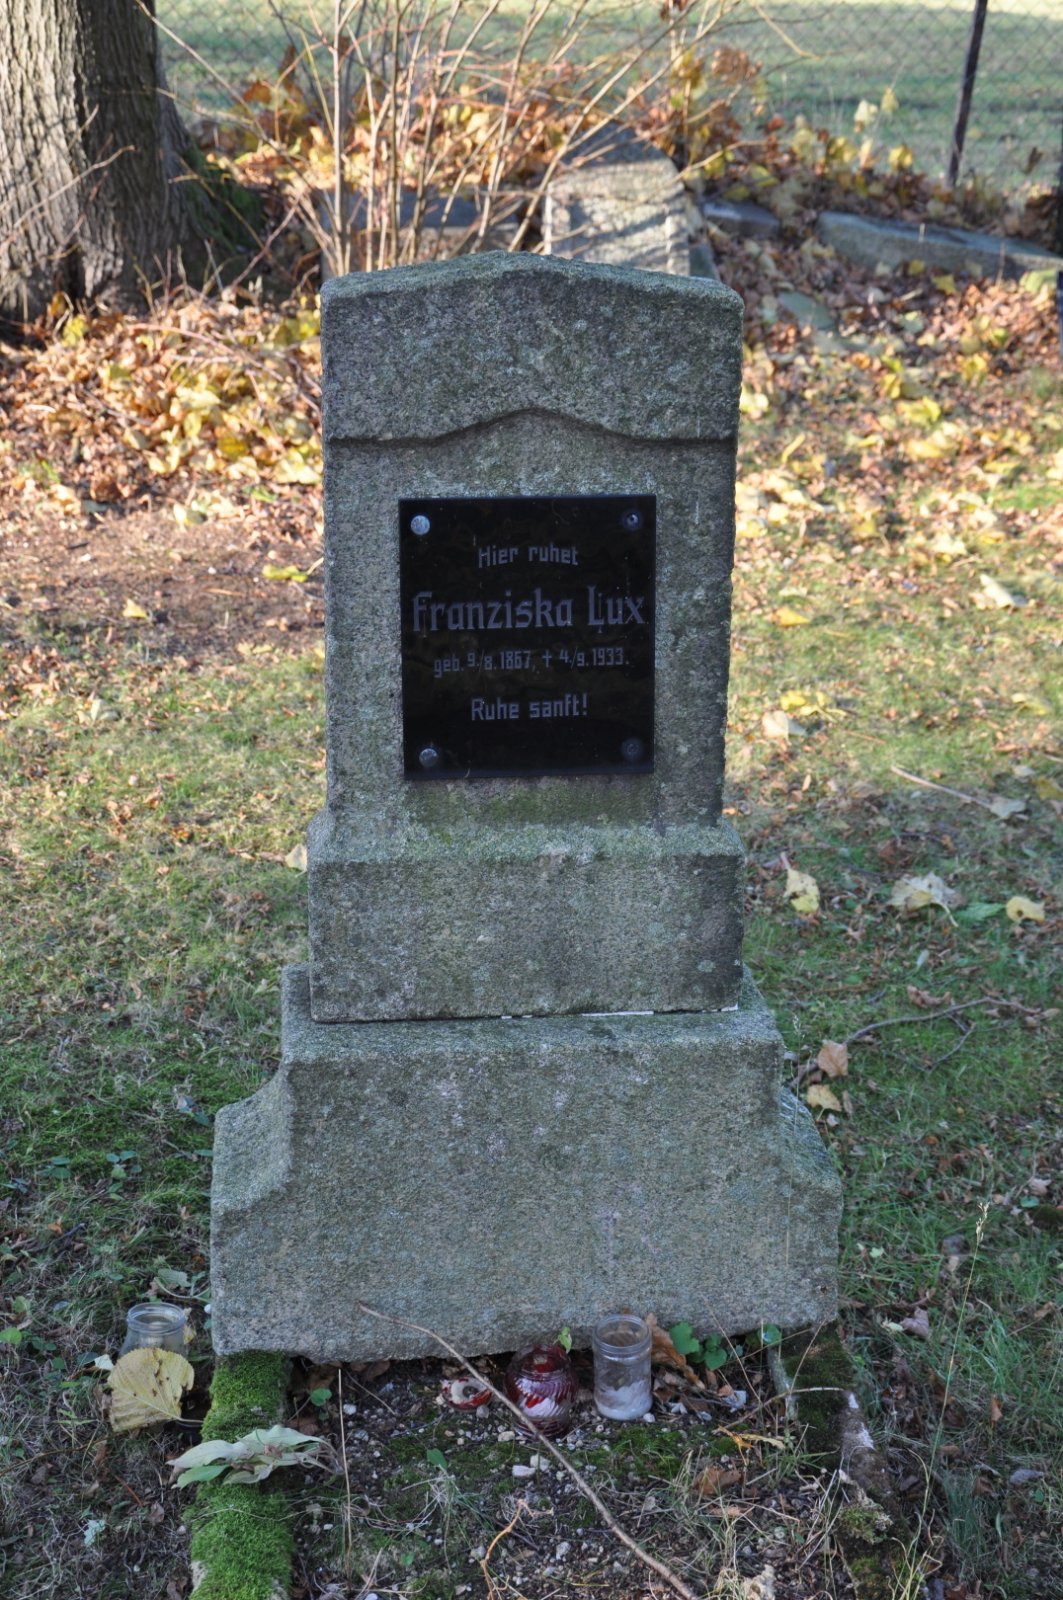 Hier ruhet
Franziska Lux
geb. 9./8. 1867, † 4./9. 1933.
Ruhe sanft!